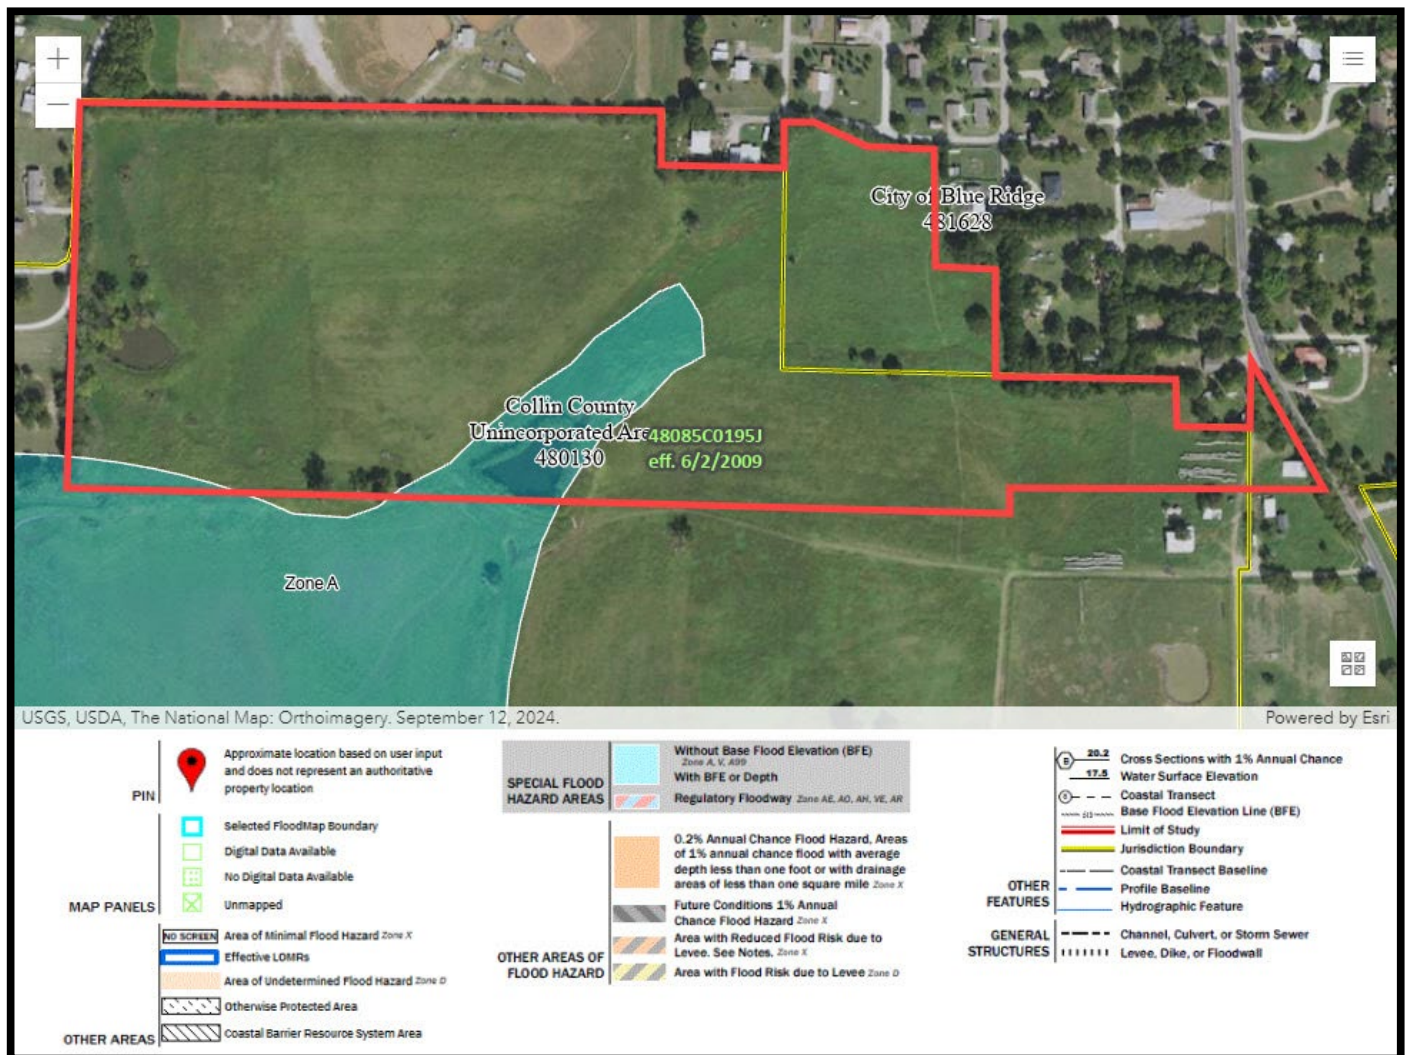 City of Blue Ridge
481628
Collin County
Unincorporated Are
480130
48085C0195J
eff. 6/2/2009
Zone A
USGS, USDA, The National Map: Orthoimagery. September 12, 2024.
Powered by Esri
PIN
Approximate location based on user input
and does not represent an authoritative
property location
MAP PANELS
Selected FloodMap Boundary
Digital Data Available
No Digital Data Available
Unmapped
OTHER AREAS
NO SCREEN Area of Minimal Flood Hazard Zone X
Effective LOMRs
Area of Undetermined Flood Hazard Zone D
Otherwise Protected Area
Coastal Barrier Resource System Area
SPECIAL FLOOD
HAZARD AREAS
Without Base Flood Elevation (BFE)
Zone A, V, A99
With BFE or Depth
Regulatory Floodway Zone AE, AO, AH, VE, AR
OTHER AREAS OF
FLOOD HAZARD
0.2% Annual Chance Flood Hazard, Areas
of 1% annual chance flood with average
depth less than one foot or with drainage
areas of less than one square mile Zone X
Future Conditions 1% Annual
Chance Flood Hazard Zone X
Area with Reduced Flood Risk due to
Levee. See Notes. Zone X
Area with Flood Risk due to Levee Zone D
OTHER
FEATURES
B 20.2 Cross Sections with 1% Annual Chance
17.5 Water Surface Elevation
8 Coastal Transect
513 Base Flood Elevation Line (BFE)
Limit of Study
Jurisdiction Boundary
Coastal Transect Baseline
Profile Baseline
Hydrographic Feature
GENERAL
STRUCTURES
Channel, Culvert, or Storm Sewer
Levee, Dike, or Floodwall